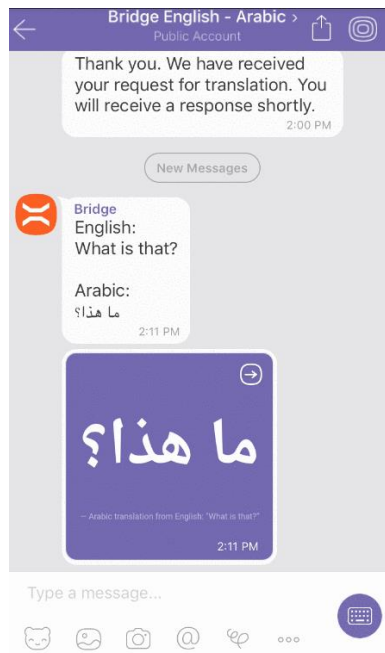 Bridge English - Arabic ›
Public Account
Thank you. We have received
your request for translation. You
will receive a response shortly.
2:00 PM
New Messages
Bridge
English:
What is that?
Arabic:
ما هذا؟
2:11 PM
ما هذا؟
– Arabic translation from English: "What is that?"
2:11 PM
Type a message...